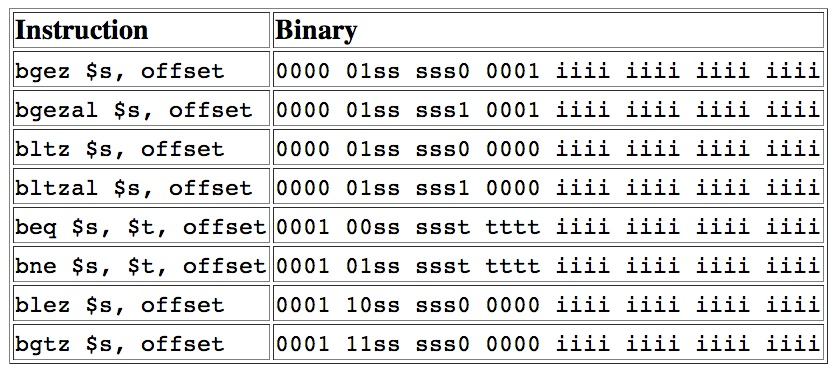 Instruction Binary
bgez $s, offset 0000 01ss sss0 0001 iiii iiii iiii iiii
bgezal $s, offset 0000 01ss sss1 0001 iiii iiii iiii iiii
bltz $s, offset 0000 01ss sss0 0000 iiii iiii iiii iiii
bltzal $s, offset 0000 01ss sss1 0000 iiii iiii iiii iiii
beq $s, $t, offset 0001 00ss ssst tttt iiii iiii iiii iiii
bne $s, $t, offset 0001 01ss ssst tttt iiii iiii iiii iiii
blez $s, offset 0001 10ss sss0 0000 iiii iiii iiii iiii
bgtz $s, offset 0001 11ss sss0 0000 iiii iiii iiii iiii